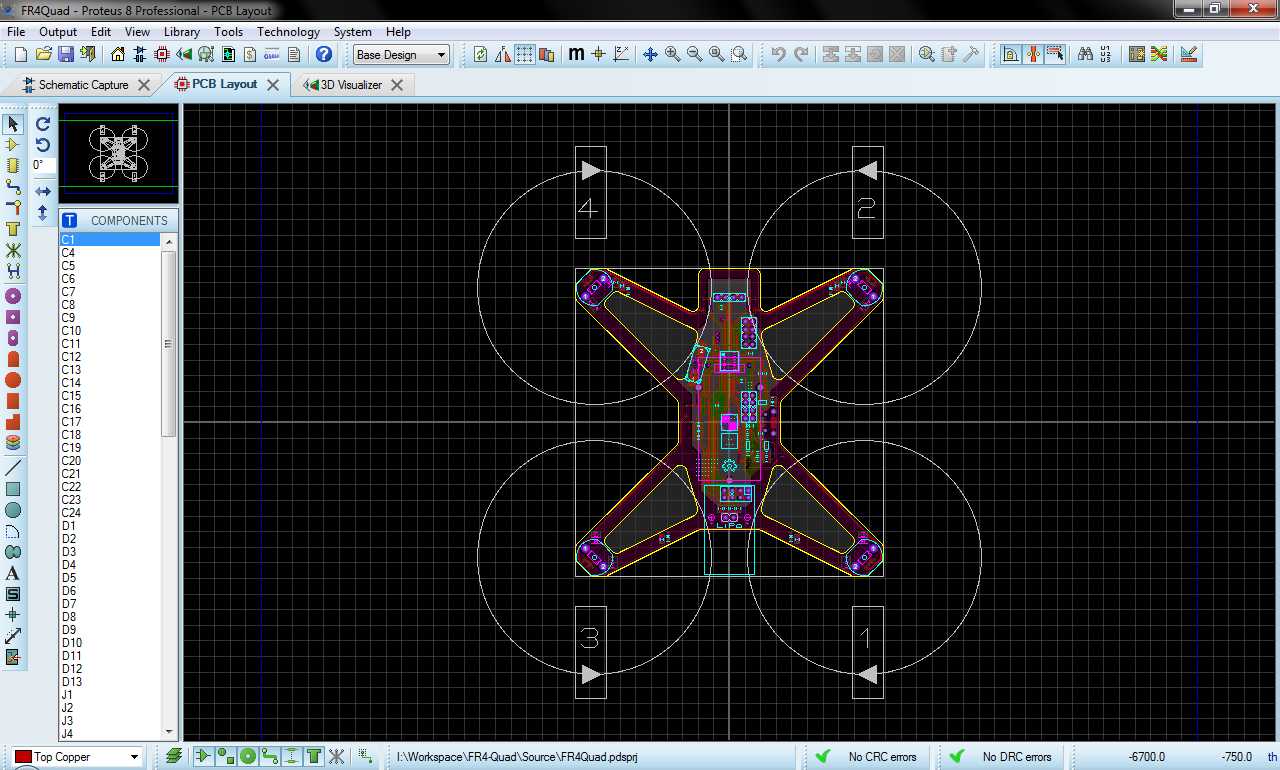 FR4Quad - Proteus 8 Professional - PCB Layout
File Output Edit View Library Tools Technology System Help
Base Design
Schematic Capture
PCB Layout
3D Visualizer
0°
COMPONENTS
C1
C4
C5
C6
C7
C8
C9
C10
C11
C12
C13
C14
C15
C16
C17
C18
C19
C20
C21
C22
C23
C24
D1
D2
D3
D4
D5
D6
D7
D8
D9
D10
D11
D12
D13
J1
J2
J3
J4
4
2
LiPo
3
1
Top Copper
I:\Workspace\FR4-Quad\Source\FR4Quad.pdsprj
No CRC errors
No DRC errors
-6700.0
-750.0 th